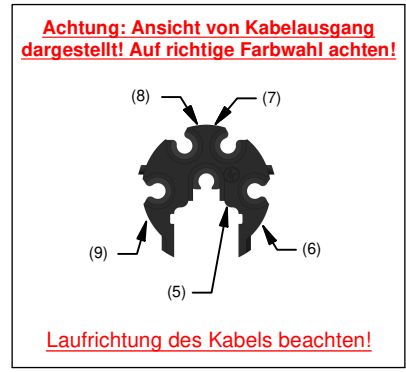 Achtung: Ansicht von Kabelausgang
dargestellt! Auf richtige Farbwahl achten!
(8) (7)
(9) (6)
(5)
Laufrichtung des Kabels beachten!